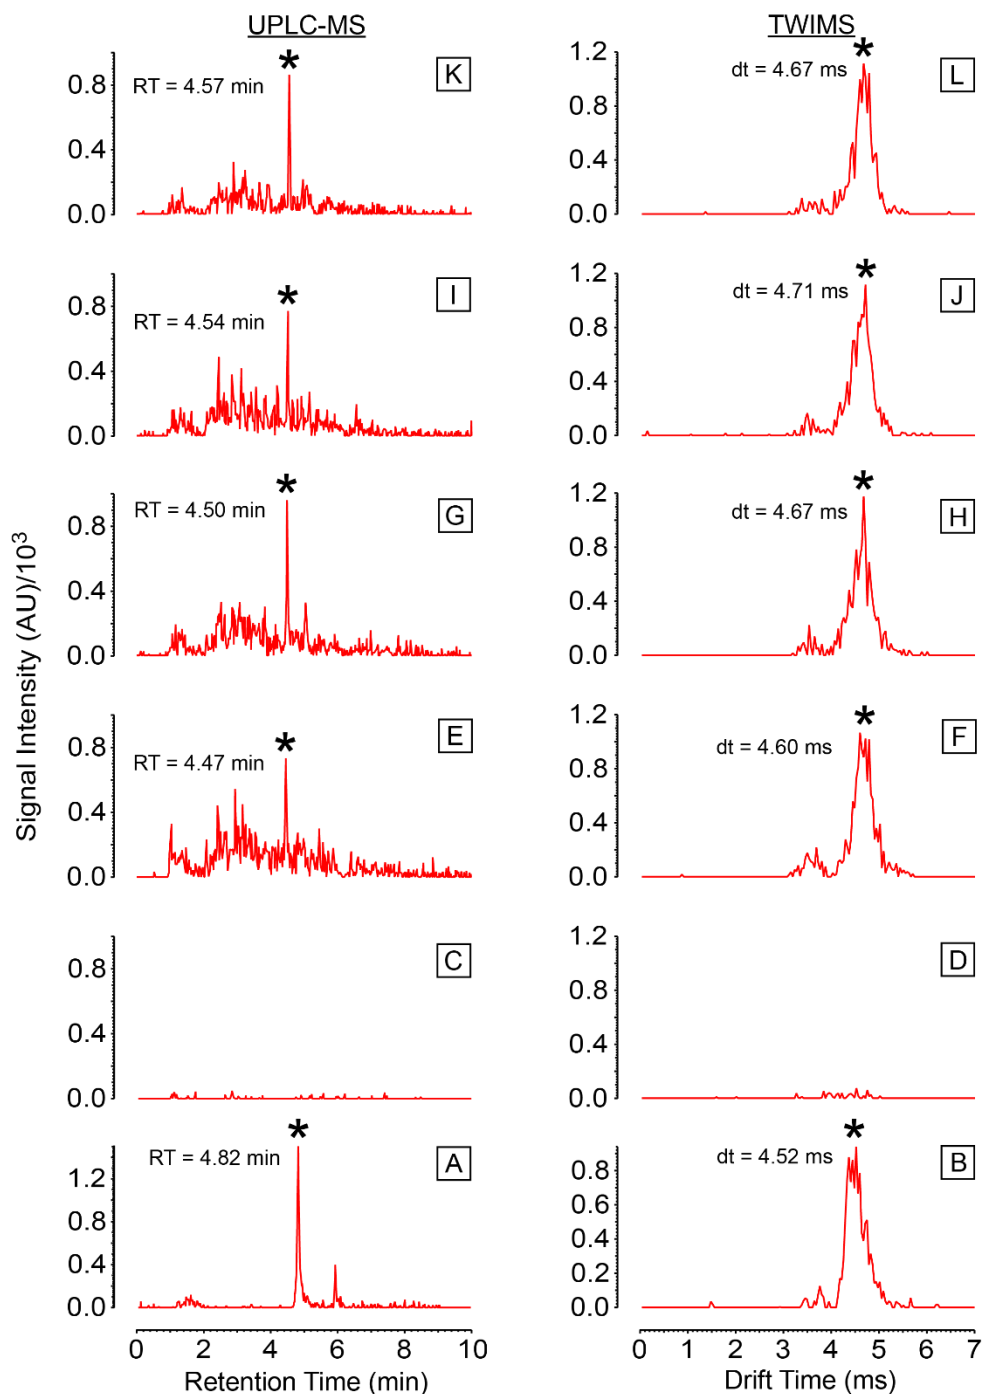 UPLC-MS TWIMS
Signal Intensity (AU)/10³
* K
RT = 4.57 min
0.8
0.4
0.0
* L
dt = 4.67 ms
1.2
0.8
0.4
0.0
* I
RT = 4.54 min
0.8
0.4
0.0
* J
dt = 4.71 ms
1.2
0.8
0.4
0.0
* G
RT = 4.50 min
0.8
0.4
0.0
* H
dt = 4.67 ms
1.2
0.8
0.4
0.0
* E
RT = 4.47 min
0.8
0.4
0.0
* F
dt = 4.60 ms
1.2
0.8
0.4
0.0
C
0.8
0.4
0.0
D
1.2
0.8
0.4
0.0
* A
RT = 4.82 min
1.2
0.8
0.4
0.0
* B
dt = 4.52 ms
0.8
0.6
0.4
0.2
0.0
0 2 4 6 8 10
Retention Time (min)
0 1 2 3 4 5 6 7
Drift Time (ms)